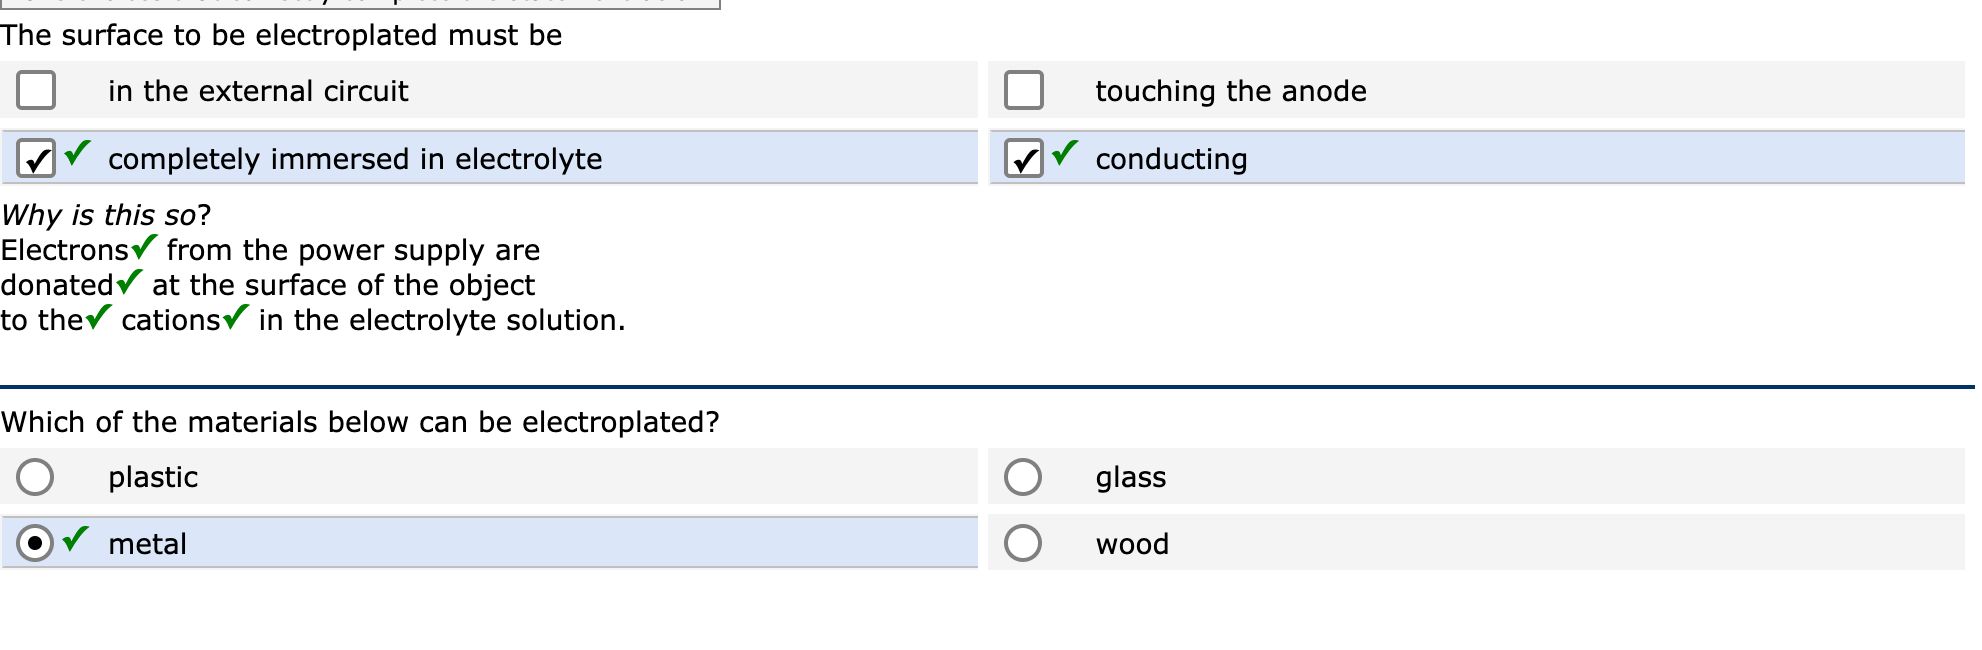 The surface to be electroplated must be
in the external circuit
touching the anode
completely immersed in electrolyte
conducting
Why is this so?
Electrons✓ from the power supply are
donated✓ at the surface of the object
to the✓ cations✓ in the electrolyte solution.
Which of the materials below can be electroplated?
plastic
glass
metal
wood